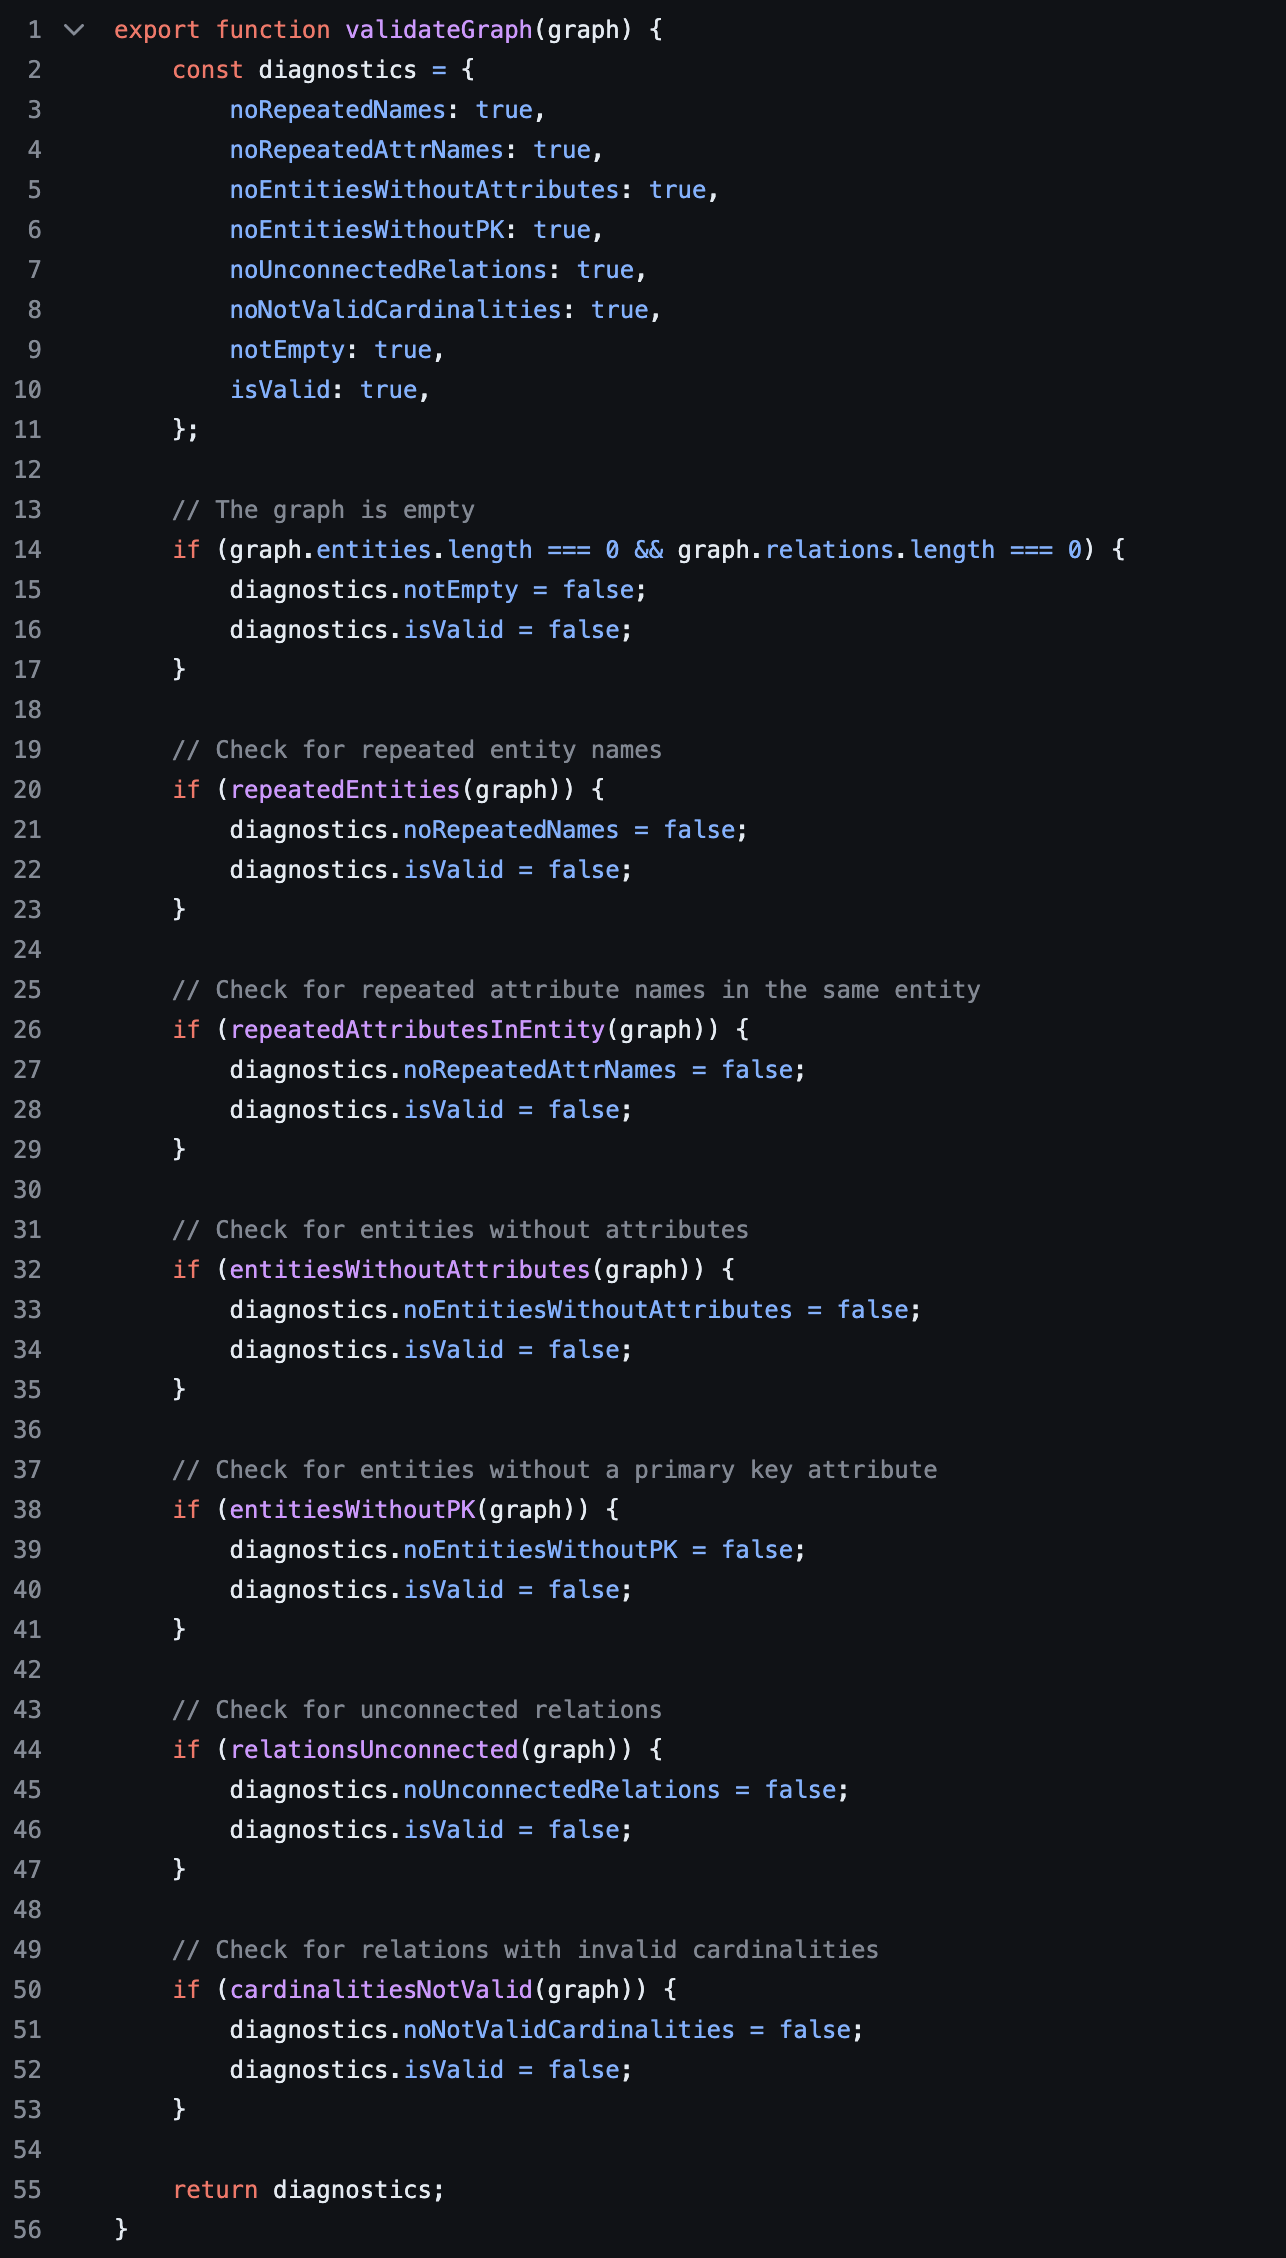 1 export function validateGraph(graph) {
2     const diagnostics = {
3         noRepeatedNames: true,
4         noRepeatedAttrNames: true,
5         noEntitiesWithoutAttributes: true,
6         noEntitiesWithoutPK: true,
7         noUnconnectedRelations: true,
8         noNotValidCardinalities: true,
9         notEmpty: true,
10         isValid: true,
11     };
12
13     // The graph is empty
14     if (graph.entities.length === 0 && graph.relations.length === 0) {
15         diagnostics.notEmpty = false;
16         diagnostics.isValid = false;
17     }
18
19     // Check for repeated entity names
20     if (repeatedEntities(graph)) {
21         diagnostics.noRepeatedNames = false;
22         diagnostics.isValid = false;
23     }
24
25     // Check for repeated attribute names in the same entity
26     if (repeatedAttributesInEntity(graph)) {
27         diagnostics.noRepeatedAttrNames = false;
28         diagnostics.isValid = false;
29     }
30
31     // Check for entities without attributes
32     if (entitiesWithoutAttributes(graph)) {
33         diagnostics.noEntitiesWithoutAttributes = false;
34         diagnostics.isValid = false;
35     }
36
37     // Check for entities without a primary key attribute
38     if (entitiesWithoutPK(graph)) {
39         diagnostics.noEntitiesWithoutPK = false;
40         diagnostics.isValid = false;
41     }
42
43     // Check for unconnected relations
44     if (relationsUnconnected(graph)) {
45         diagnostics.noUnconnectedRelations = false;
46         diagnostics.isValid = false;
47     }
48
49     // Check for relations with invalid cardinalities
50     if (cardinalitiesNotValid(graph)) {
51         diagnostics.noNotValidCardinalities = false;
52         diagnostics.isValid = false;
53     }
54
55     return diagnostics;
56 }